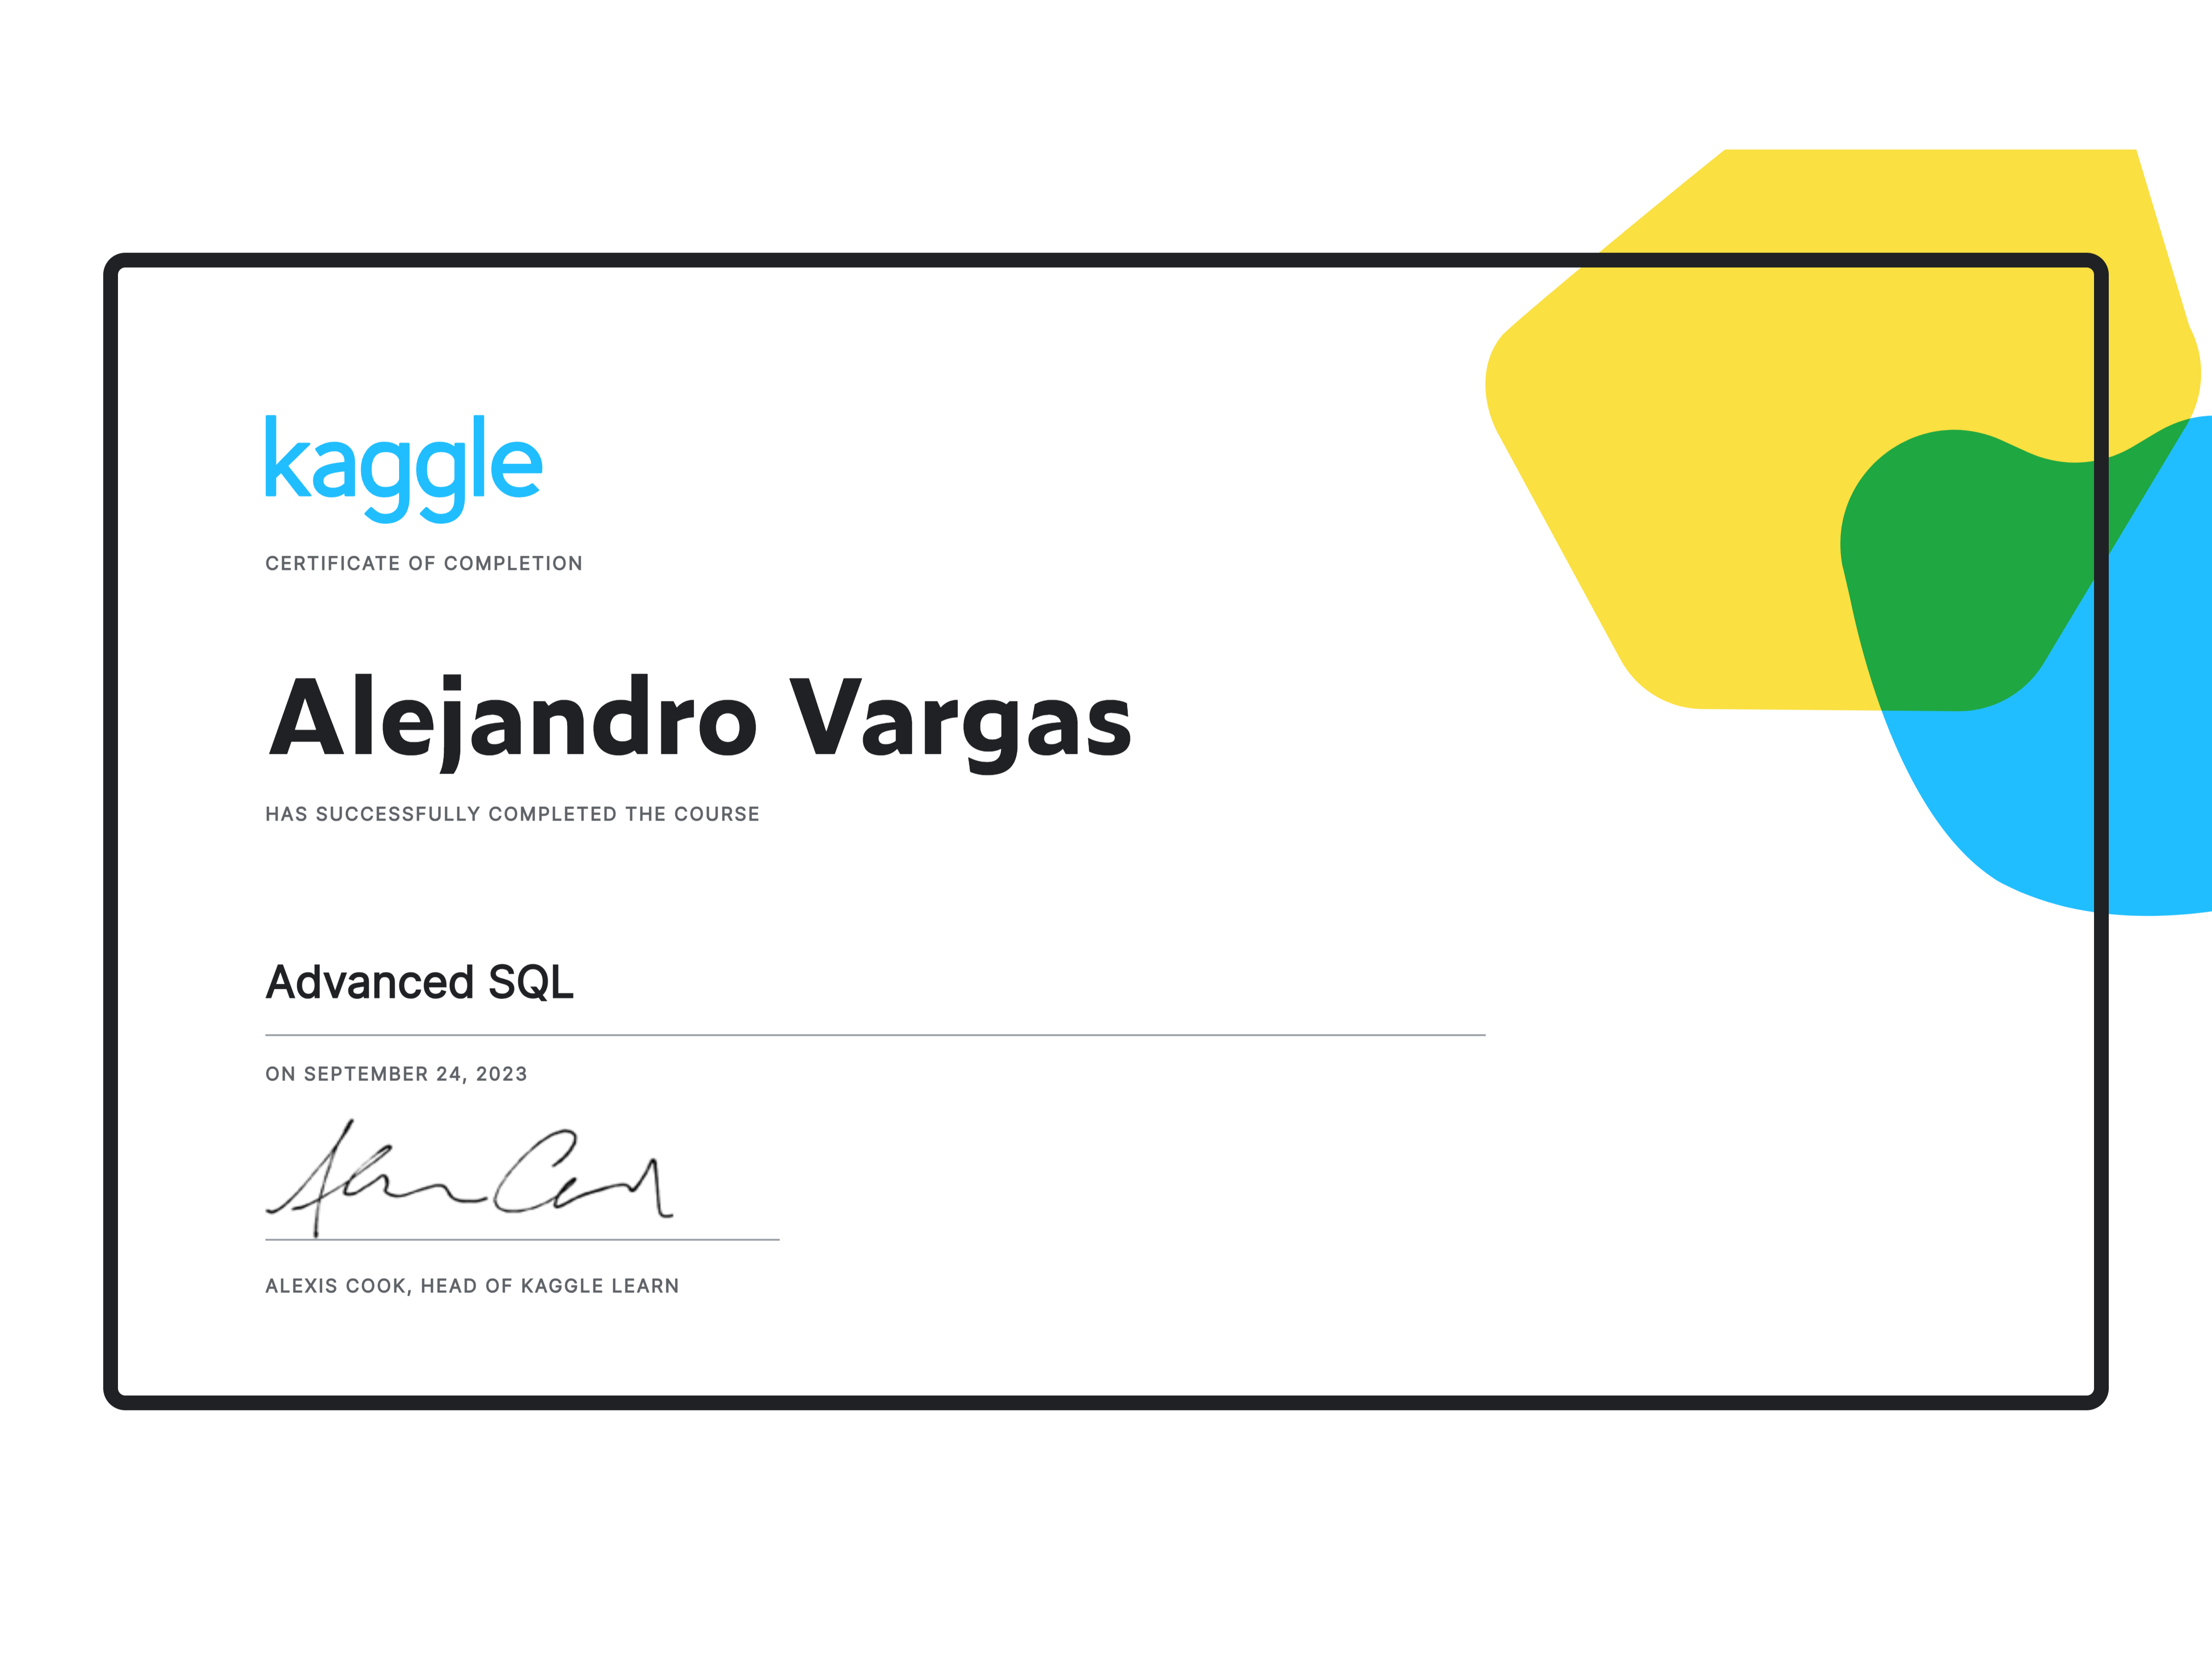 kaggle
CERTIFICATE OF COMPLETION
Alejandro Vargas
HAS SUCCESSFULLY COMPLETED THE COURSE
Advanced SQL
ON SEPTEMBER 24, 2023
ALEXIS COOK, HEAD OF KAGGLE LEARN